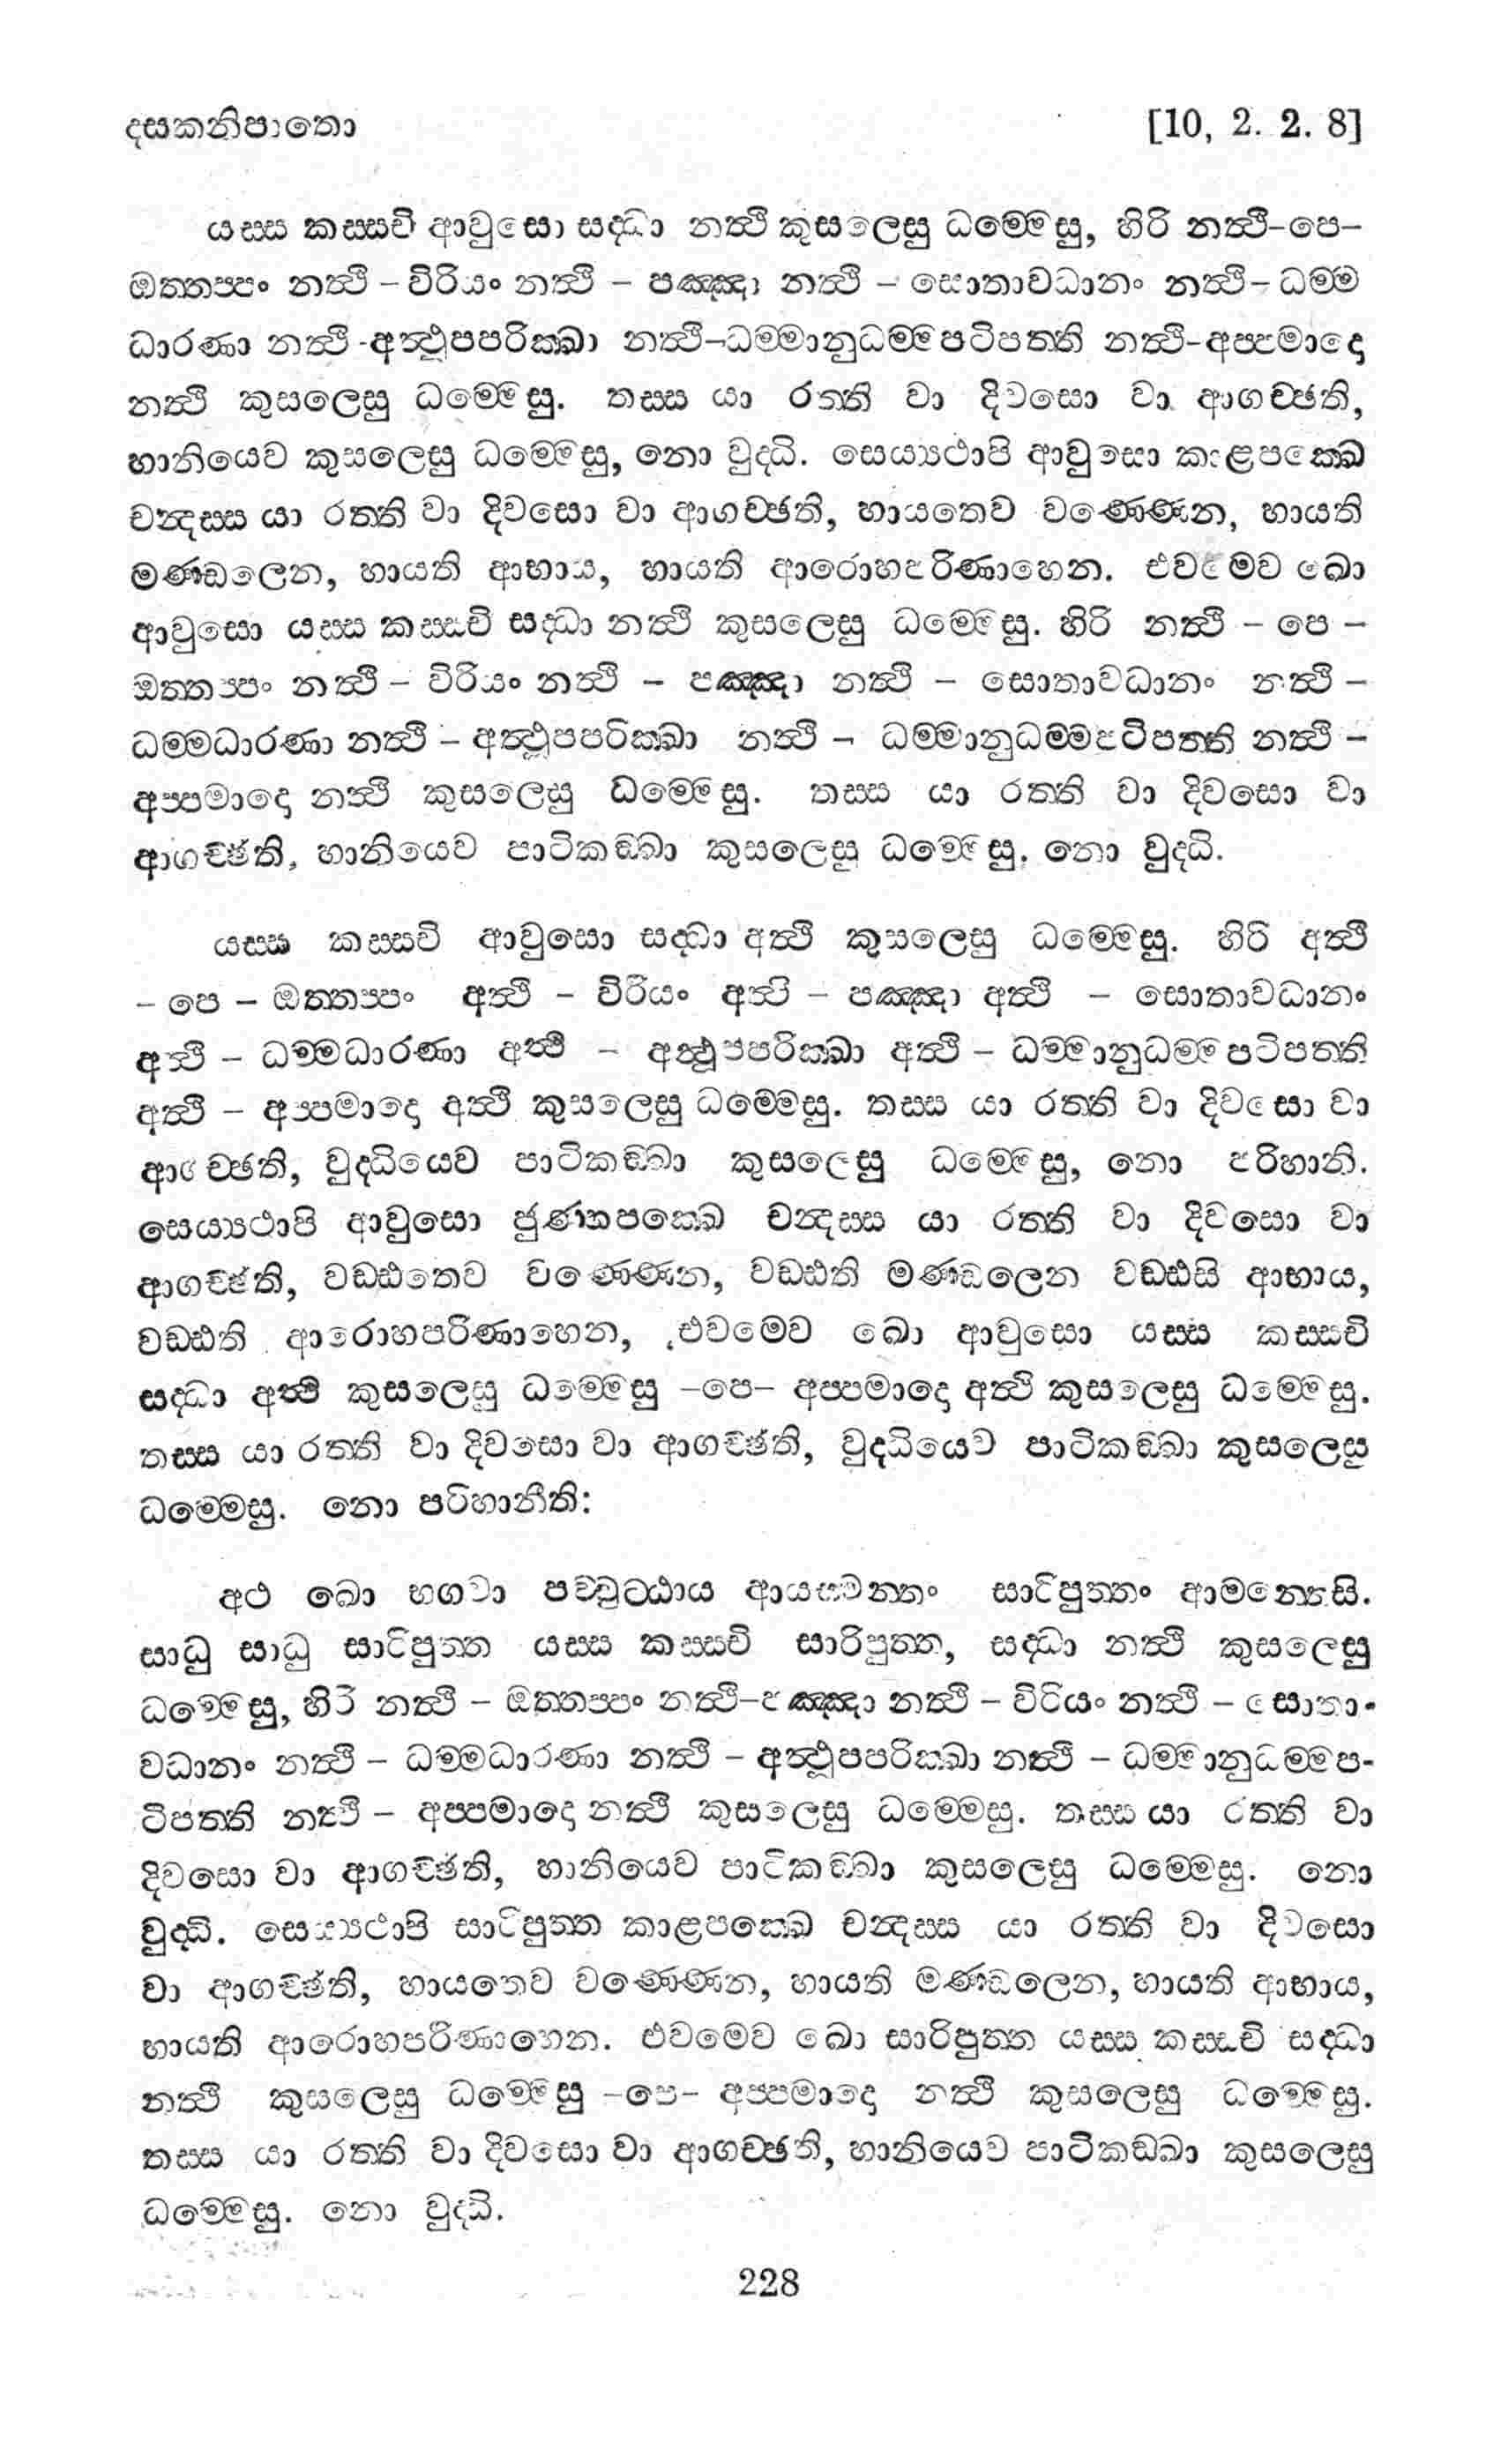 දසකනිපාතො [10, 2. 2. 8]
යස්ස කස්සචි ආවුසො සද්ධා නත්ථි කුසලෙසු ධම්මෙසු, හිරි නත්ථි-පෙ-
ඔත්තප්පං නත්ථි - විරියං නත්ථි - පඤ්ඤා නත්ථි - සොතාවධානං නත්ථි- ධම්ම
ධාරණා නත්ථි -අත්ථූපපරික්ඛා නත්ථි-ධම්මානුධම්මපටිපත්ති නත්ථි-අප්පමාදො
නත්ථි කුසලෙසු ධම්මෙසු. තස්ස යා රත්ති වා දිවසො වා ආගච්ඡති,
හානියෙව කුසලෙසු ධම්මෙසු, නො වුද්ධි. සෙය්‍යථාපි ආවුසො කාළපක්ඛෙ
චන්දස්ස යා රත්ති වා දිවසො වා ආගච්ඡති, හායතෙව වණ්ණෙන, හායති
මණ්ඩලෙන, හායති ආභාය, හායති ආරොහපරිණාහෙන. එවමෙව ඛො
ආවුසො යස්ස කස්සචි සද්ධා නත්ථි කුසලෙසු ධම්මෙසු. හිරි නත්ථි - පෙ -
ඔත්තප්පං නත්ථි - විරියං නත්ථි - පඤ්ඤා නත්ථි - සොතාවධානං නත්ථි -
ධම්මධාරණා නත්ථි - අත්ථූපපරික්ඛා නත්ථි - ධම්මානුධම්මපටිපත්ති නත්ථි -
අප්පමාදො නත්ථි කුසලෙසු ධම්මෙසු. තස්ස යා රත්ති වා දිවසො වා
ආගච්ඡති, හානියෙව පාටිකඞ්ඛා කුසලෙසු ධම්මෙසු, නො වුද්ධි.
යස්ස කස්සචි ආවුසො සද්ධා අත්ථි කුසලෙසු ධම්මෙසු. හිරි අත්ථි
- පෙ - ඔත්තප්පං අත්ථි - විරියං අත්ථි - පඤ්ඤා අත්ථි - සොතාවධානං
අත්ථි - ධම්මධාරණා අත්ථි - අත්ථූපපරික්ඛා අත්ථි - ධම්මානුධම්මපටිපත්ති
අත්ථි - අප්පමාදො අත්ථි කුසලෙසු ධම්මෙසු. තස්ස යා රත්ති වා දිවසො වා
ආගච්ඡති, වුද්ධියෙව පාටිකඞ්ඛා කුසලෙසු ධම්මෙසු, නො පරිහානි.
සෙය්‍යථාපි ආවුසො ජුණ්හපක්ඛෙ චන්දස්ස යා රත්ති වා දිවසො වා
ආගච්ඡති, වඩ්ඪතෙව වණ්ණෙන, වඩ්ඪති මණ්ඩලෙන වඩ්ඪසි ආභාය,
වඩ්ඪති ආරොහපරිණාහෙන, එවමෙව ඛො ආවුසො යස්ස කස්සචි
සද්ධා අත්ථි කුසලෙසු ධම්මෙසු -පෙ- අප්පමාදො අත්ථි කුසලෙසු ධම්මෙසු.
තස්ස යා රත්ති වා දිවසො වා ආගච්ඡති, වුද්ධියෙව පාටිකඞ්ඛා කුසලෙසු
ධම්මෙසු. නො පරිහානීති:
අථ ඛො භගවා පච්චුට්ඨාය ආයස්මන්තං සාරිපුත්තං ආමන්තෙසි.
සාධු සාධු සාරිපුත්ත යස්ස කස්සචි සාරිපුත්ත, සද්ධා නත්ථි කුසලෙසු
ධම්මෙසු, හිරි නත්ථි - ඔත්තප්පං නත්ථි-පඤ්ඤා නත්ථි - විරියං නත්ථි - සොතා-
වධානං නත්ථි - ධම්මධාරණා නත්ථි - අත්ථූපපරික්ඛා නත්ථි - ධම්මානුධම්මප-
ටිපත්ති නත්ථි - අප්පමාදො නත්ථි කුසලෙසු ධම්මෙසු. තස්ස යා රත්ති වා
දිවසො වා ආගච්ඡති, හානියෙව පාටිකඞ්ඛා කුසලෙසු ධම්මෙසු. නො
වුද්ධි. සෙය්‍යථාපි සාරිපුත්ත කාළපක්ඛෙ චන්දස්ස යා රත්ති වා දිවසො
වා ආගච්ඡති, හායතෙව වණ්ණෙන, හායති මණ්ඩලෙන, හායති ආභාය,
හායති ආරොහපරිණාහෙන. එවමෙව ඛො සාරිපුත්ත යස්ස කස්සචි සද්ධා
නත්ථි කුසලෙසු ධම්මෙසු -පෙ- අප්පමාදො නත්ථි කුසලෙසු ධම්මෙසු.
තස්ස යා රත්ති වා දිවසො වා ආගච්ඡති, හානියෙව පාටිකඞ්ඛා කුසලෙසු
ධම්මෙසු. නො වුද්ධි.
228